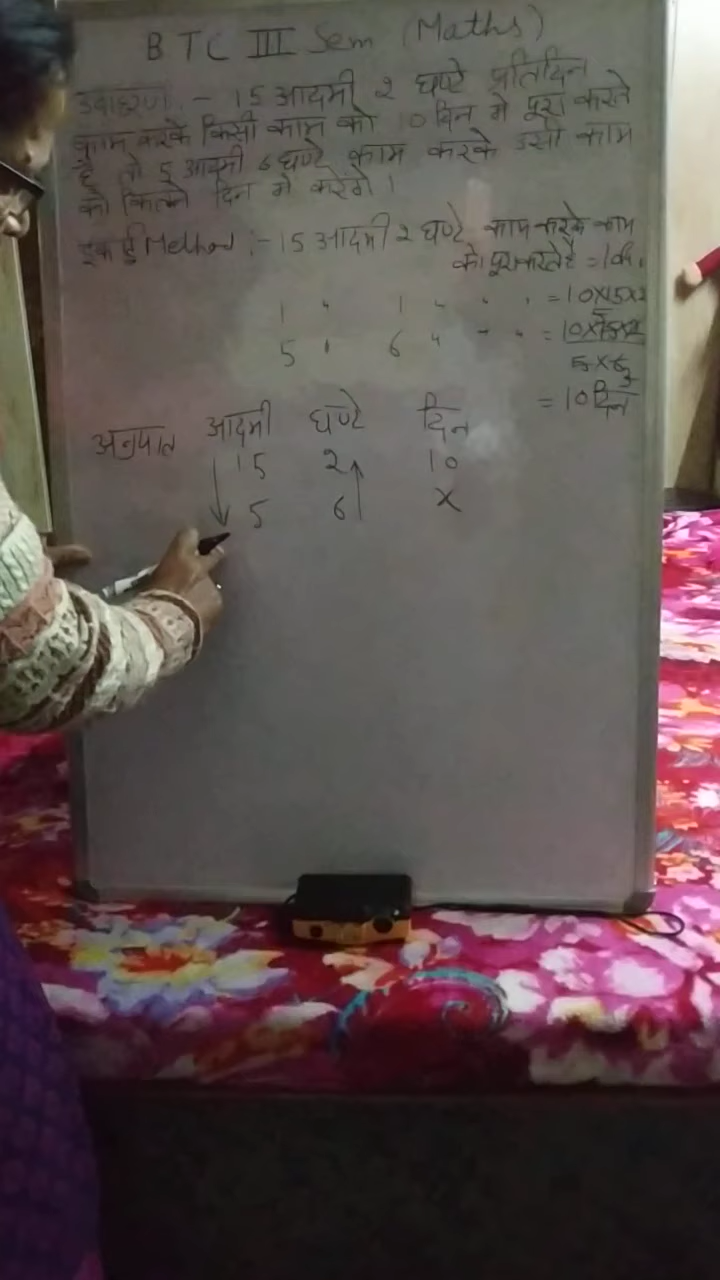 BTC III Sem (Maths)
उदाहरण :- 15 आदमी 2 घण्टे प्रतिदिन
काम करके किसी काम को 10 दिन में पूरा करते
है तो 5 आदमी 6 घण्टे काम करके उसी काम
को कितने दिन में करेंगे।
इकाई Method :- 15 आदमी 2 घण्टे काम करके काम
को पूरा करते है = 10
1 " 1 " " " = 10×15×2
5 " 6 " " " = 10×15×2
5×6
= 10 दिन
अनुपात आदमी घण्टे दिन
↓ 15 2 ↑ 10
5 6 x